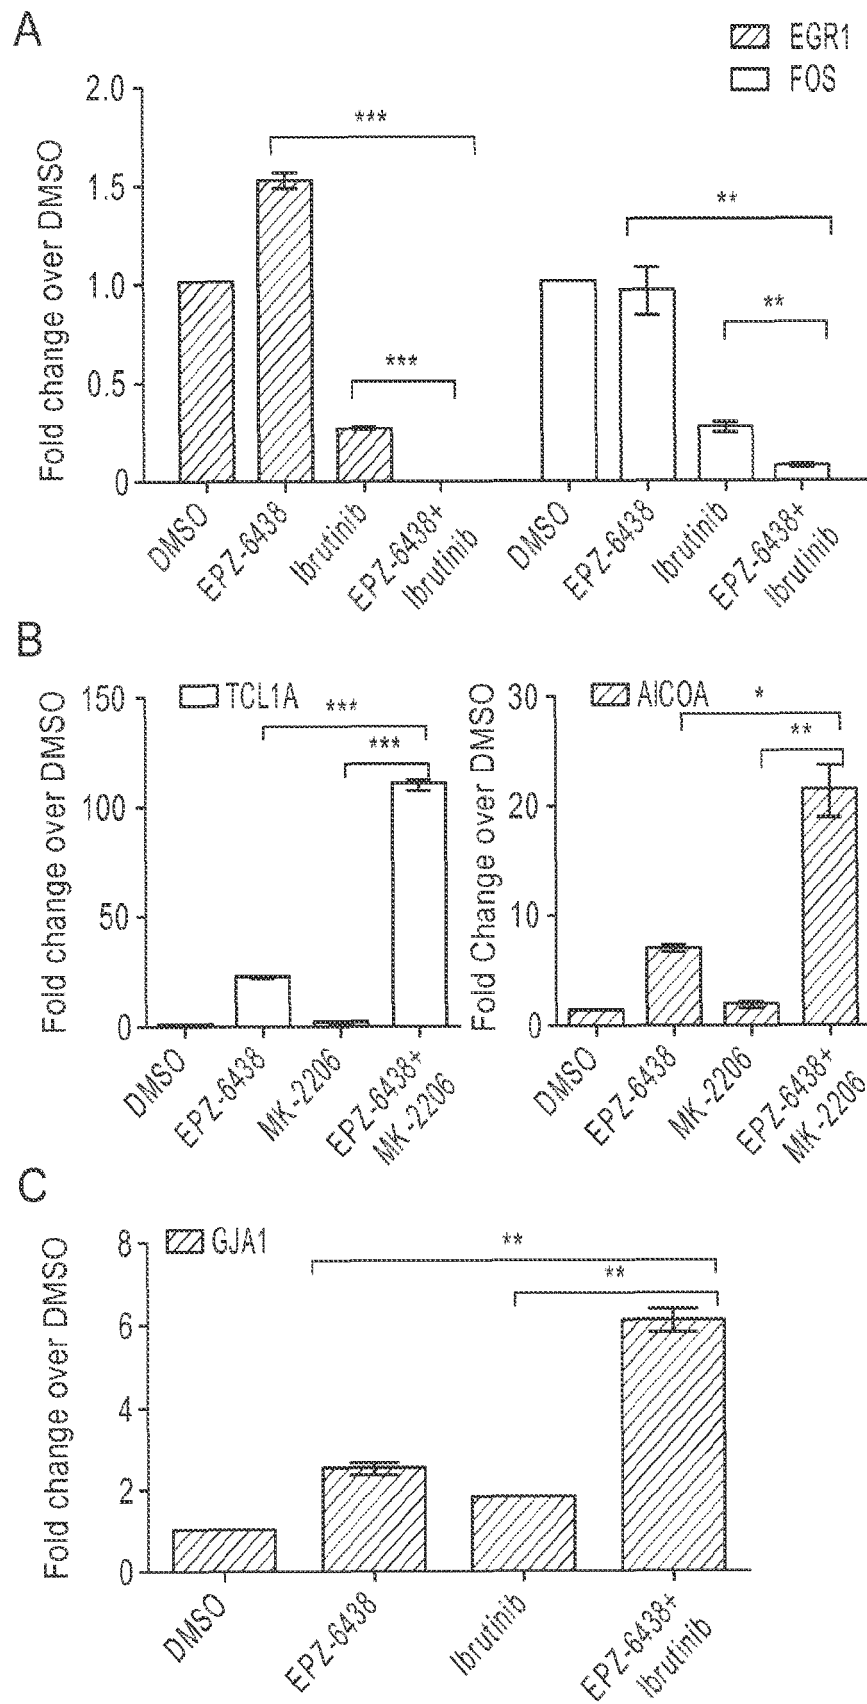 A
EGR1
FOS
Fold change over DMSO
2.0
1.5
1.0
0.5
0
***
***
**
**
DMSO
EPZ-6438
Ibrutinib
EPZ-6438+
Ibrutinib
DMSO
EPZ-6438
Ibrutinib
EPZ-6438+
Ibrutinib
B
TCL1A
Fold change over DMSO
150
100
50
0
***
***
DMSO
EPZ-6438
MK-2206
EPZ-6438+
MK-2206
AICOA
Fold Change over DMSO
30
20
10
0
*
**
DMSO
EPZ-6438
MK-2206
EPZ-6438+
MK-2206
C
GJA1
Fold change over DMSO
8
6
4
2
0
**
**
DMSO
EPZ-6438
Ibrutinib
EPZ-6438+
Ibrutinib